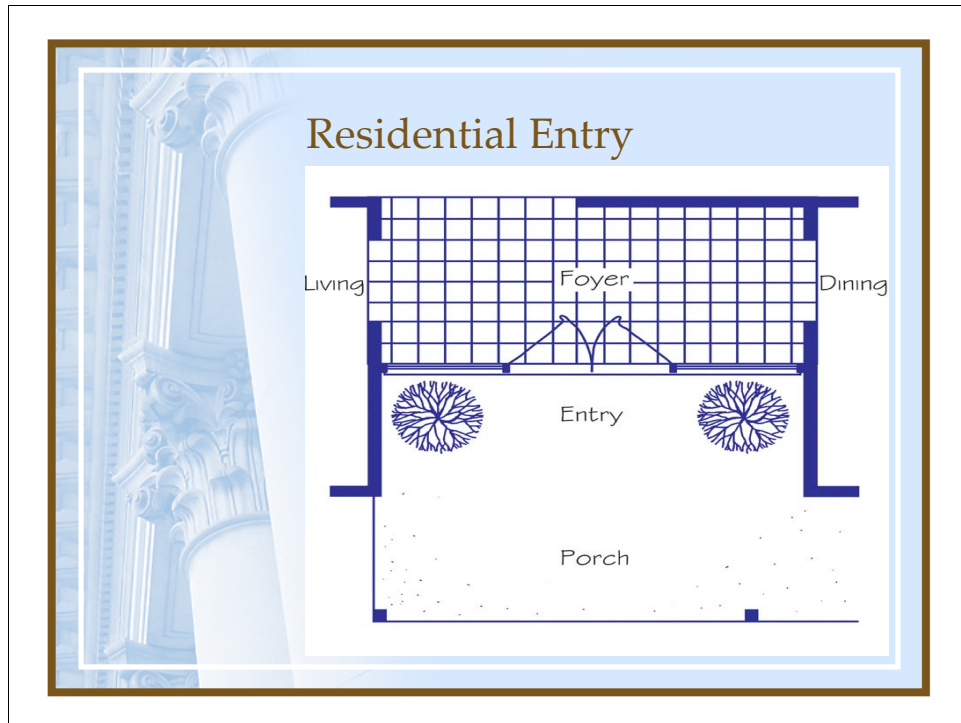 Residential Entry
Foyer
Living
Dining
Entry
Porch